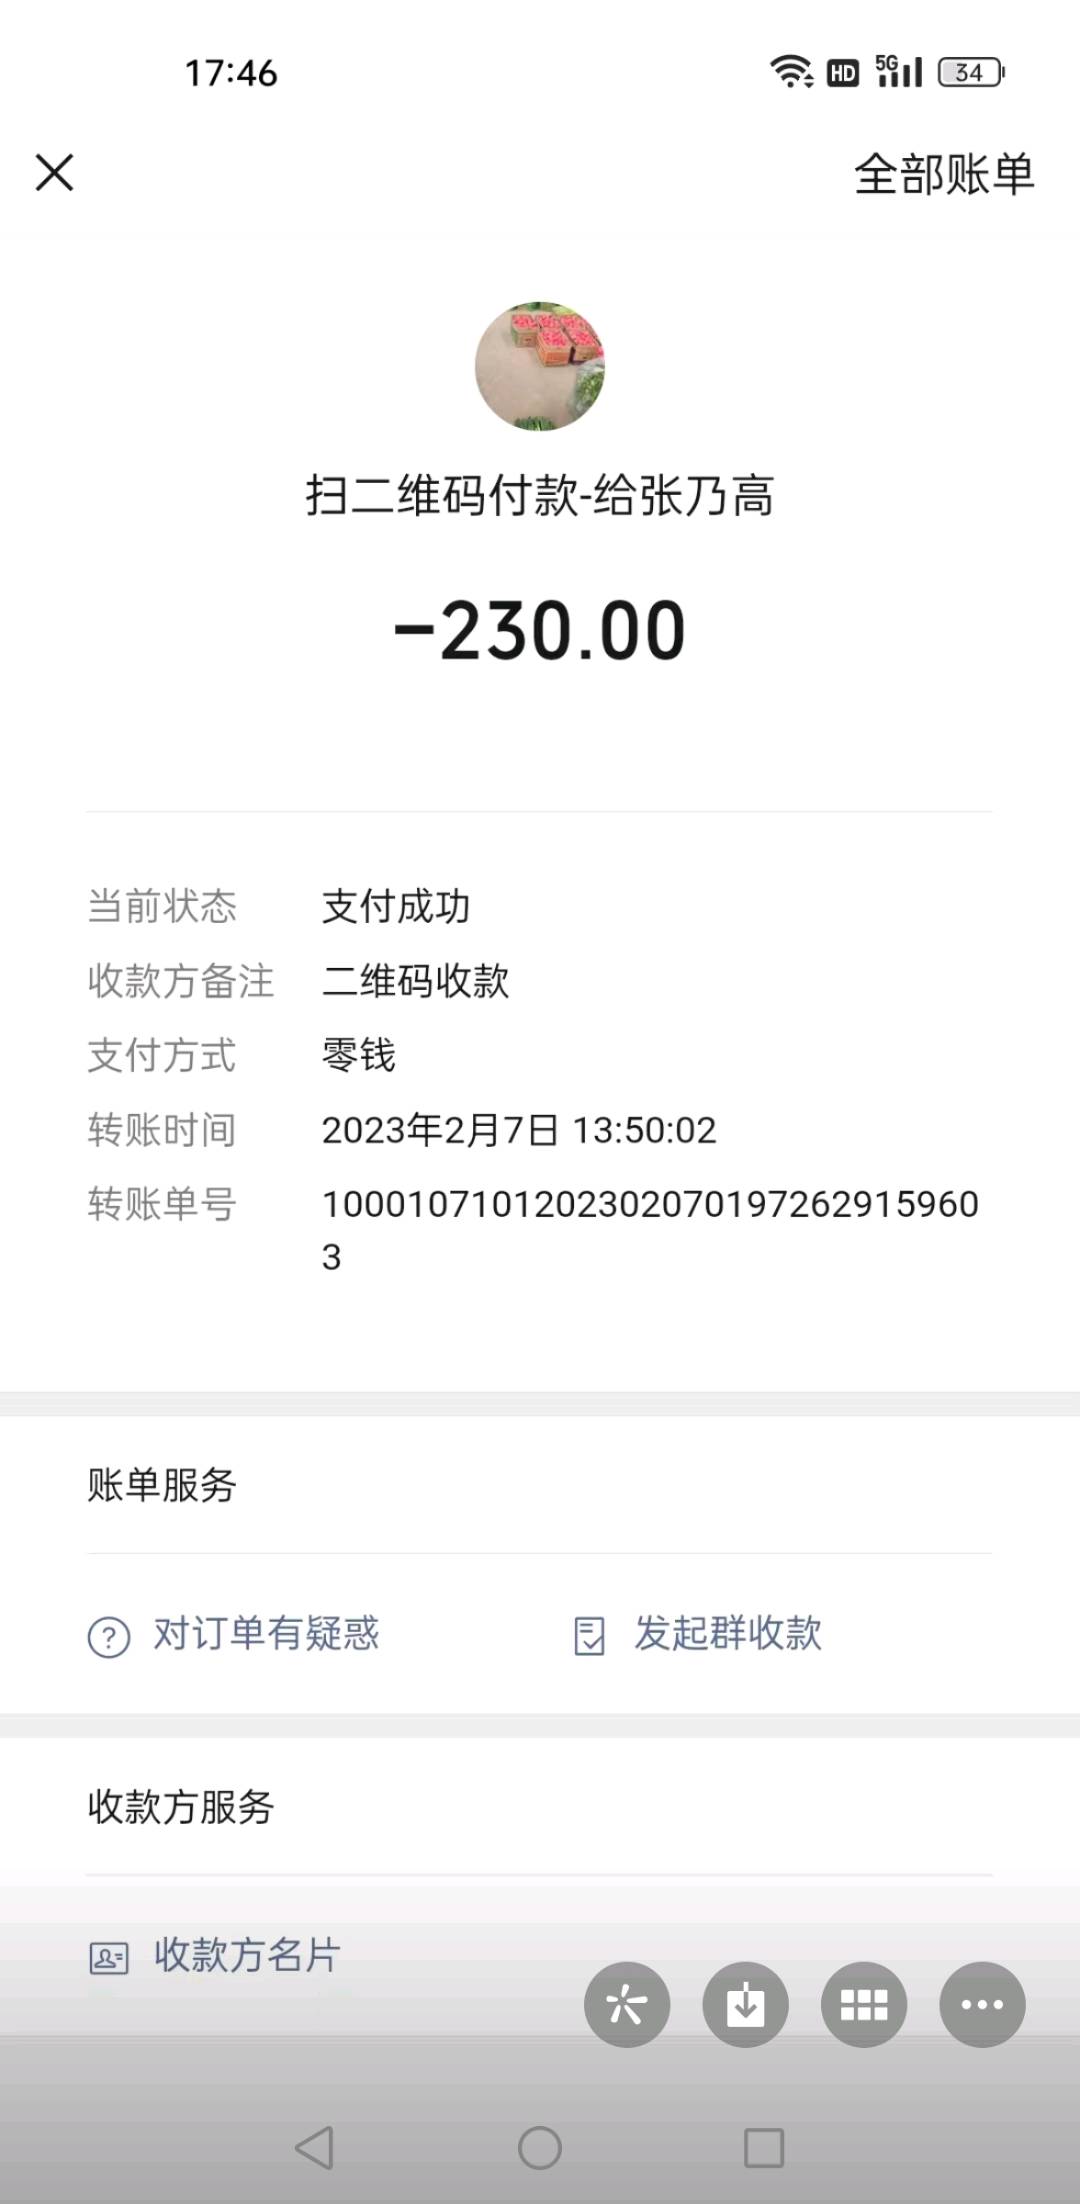 17:46
HD 5G 34
全部账单
扫二维码付款-给张乃高
-230.00
当前状态 支付成功
收款方备注 二维码收款
支付方式 零钱
转账时间 2023年2月7日 13:50:02
转账单号 1000107101202302070197262915960
3
账单服务
对订单有疑惑 发起群收款
收款方服务
收款方名片